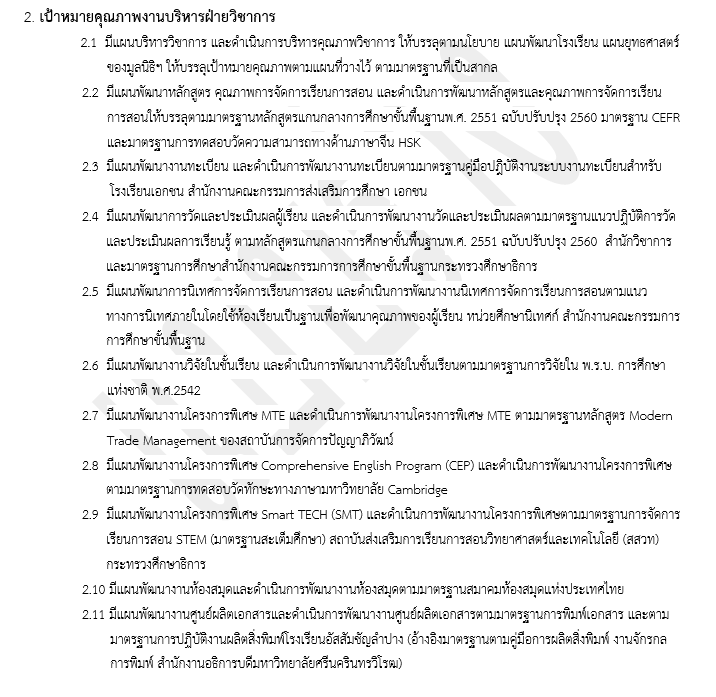 2. เป้าหมายคุณภาพงานบริหารฝ่ายวิชาการ
2.1 มีแผนบริหารวิชาการ และดำเนินการบริหารคุณภาพวิชาการ ให้บรรลุตามนโยบาย แผนพัฒนาโรงเรียน แผนยุทธศาสตร์
ของมูลนิธิฯ ให้บรรลุเป้าหมายคุณภาพตามแผนที่วางไว้ ตามมาตรฐานที่เป็นสากล
2.2 มีแผนพัฒนาหลักสูตร คุณภาพการจัดการเรียนการสอน และดำเนินการพัฒนาหลักสูตรและคุณภาพการจัดการเรียน
การสอนให้บรรลุตามมาตรฐานหลักสูตรแกนกลางการศึกษาขั้นพื้นฐานพ.ศ. 2551 ฉบับปรับปรุง 2560 มาตรฐาน CEFR
และมาตรฐานการทดสอบวัดความสามารถทางด้านภาษาจีน HSK
2.3 มีแผนพัฒนางานทะเบียน และดำเนินการพัฒนางานทะเบียนตามมาตรฐานคู่มือปฏิบัติงานระบบงานทะเบียนสำหรับ
โรงเรียนเอกชน สำนักงานคณะกรรมการส่งเสริมการศึกษา เอกชน
2.4 มีแผนพัฒนาการวัดและประเมินผลผู้เรียน และดำเนินการพัฒนางานวัดและประเมินผลตามมาตรฐานแนวปฏิบัติการวัด
และประเมินผลการเรียนรู้ ตามหลักสูตรแกนกลางการศึกษาขั้นพื้นฐานพ.ศ. 2551 ฉบับปรับปรุง 2560 สำนักวิชาการ
และมาตรฐานการศึกษาสำนักงานคณะกรรมการการศึกษาขั้นพื้นฐานกระทรวงศึกษาธิการ
2.5 มีแผนพัฒนาการนิเทศการจัดการเรียนการสอน และดำเนินการพัฒนางานนิเทศการจัดการเรียนการสอนตามแนว
ทางการนิเทศภายในโดยใช้ห้องเรียนเป็นฐานเพื่อพัฒนาคุณภาพของผู้เรียน หน่วยศึกษานิเทศก์ สำนักงานคณะกรรมการ
การศึกษาขั้นพื้นฐาน
2.6 มีแผนพัฒนางานวิจัยในชั้นเรียน และดำเนินการพัฒนางานวิจัยในชั้นเรียนตามมาตรฐานการวิจัยใน พ.ร.บ. การศึกษา
แห่งชาติ พ.ศ.2542
2.7 มีแผนพัฒนางานโครงการพิเศษ MTE และดำเนินการพัฒนางานโครงการพิเศษ MTE ตามมาตรฐานหลักสูตร Modern
Trade Management ของสถาบันการจัดการปัญญาภิวัฒน์
2.8 มีแผนพัฒนางานโครงการพิเศษ Comprehensive English Program (CEP) และดำเนินการพัฒนางานโครงการพิเศษ
ตามมาตรฐานการทดสอบวัดทักษะทางภาษามหาวิทยาลัย Cambridge
2.9 มีแผนพัฒนางานโครงการพิเศษ Smart TECH (SMT) และดำเนินการพัฒนางานโครงการพิเศษตามมาตรฐานการจัดการ
เรียนการสอน STEM (มาตรฐานสะเต็มศึกษา) สถาบันส่งเสริมการเรียนการสอนวิทยาศาสตร์และเทคโนโลยี (สสวท)
กระทรวงศึกษาธิการ
2.10 มีแผนพัฒนางานห้องสมุดและดำเนินการพัฒนางานห้องสมุดตามมาตรฐานสมาคมห้องสมุดแห่งประเทศไทย
2.11 มีแผนพัฒนางานศูนย์ผลิตเอกสารและดำเนินการพัฒนางานศูนย์ผลิตเอกสารตามมาตรฐานการพิมพ์เอกสาร และตาม
มาตรฐานการปฏิบัติงานผลิตสิ่งพิมพ์โรงเรียนอัสสัมชัญลำปาง (อ้างอิงมาตรฐานตามคู่มือการผลิตสิ่งพิมพ์ งานจักรกล
การพิมพ์ สำนักงานอธิการบดีมหาวิทยาลัยศรีนครินทรวิโรฒ)